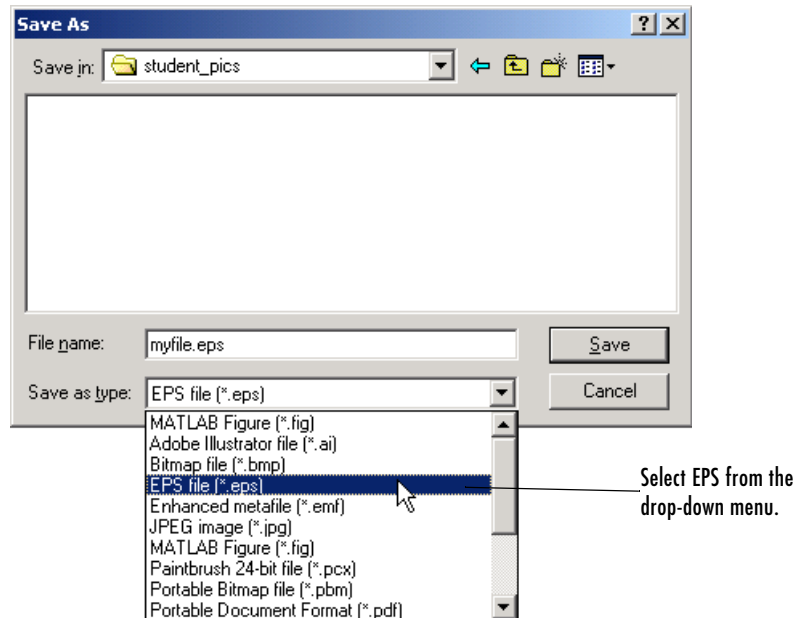 Save As
Save in: student_pics
File name: myfile.eps Save
Save as type: EPS file (*.eps) Cancel
MATLAB Figure (*.fig)
Adobe Illustrator file (*.ai)
Bitmap file (*.bmp)
EPS file (*.eps)
Enhanced metafile (*.emf)
JPEG image (*.jpg)
MATLAB Figure (*.fig)
Paintbrush 24-bit file (*.pcx)
Portable Bitmap file (*.pbm)
Portable Document Format (*.pdf)
Select EPS from the
drop-down menu.